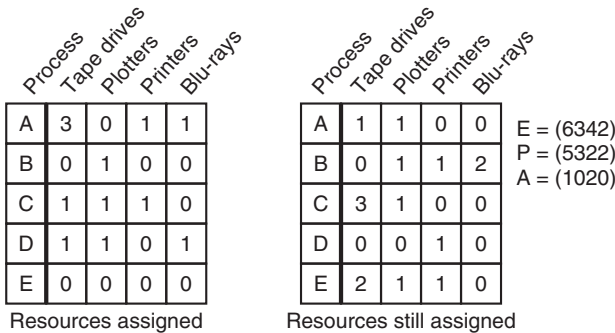 Process Tape drives Plotters Printers Blu-rays
A 3 0 1 1
B 0 1 0 0
C 1 1 1 0
D 1 1 0 1
E 0 0 0 0
Resources assigned
Process Tape drives Plotters Printers Blu-rays
A 1 1 0 0
B 0 1 1 2
C 3 1 0 0
D 0 0 1 0
E 2 1 1 0
Resources still assigned
E = (6342)
P = (5322)
A = (1020)